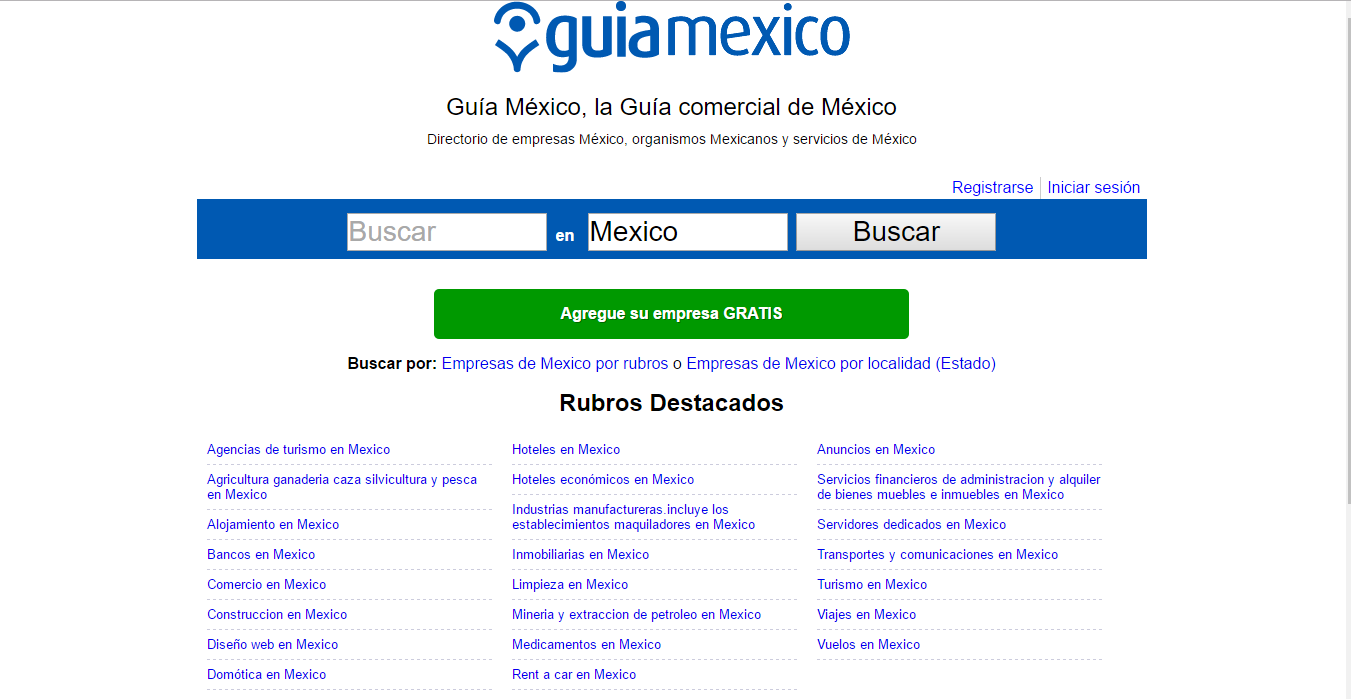 guiamexico
Guía México, la Guía comercial de México
Directorio de empresas México, organismos Mexicanos y servicios de México
Registrarse Iniciar sesión
Buscar en Mexico Buscar
Agregue su empresa GRATIS
Buscar por: Empresas de Mexico por rubros o Empresas de Mexico por localidad (Estado)
Rubros Destacados
Agencias de turismo en Mexico
Agricultura ganaderia caza silvicultura y pesca
en Mexico
Alojamiento en Mexico
Bancos en Mexico
Comercio en Mexico
Construccion en Mexico
Diseño web en Mexico
Domótica en Mexico
Hoteles en Mexico
Hoteles económicos en Mexico
Industrias manufactureras.incluye los
establecimientos maquiladores en Mexico
Inmobiliarias en Mexico
Limpieza en Mexico
Mineria y extraccion de petroleo en Mexico
Medicamentos en Mexico
Rent a car en Mexico
Anuncios en Mexico
Servicios financieros de administracion y alquiler
de bienes muebles e inmuebles en Mexico
Servidores dedicados en Mexico
Transportes y comunicaciones en Mexico
Turismo en Mexico
Viajes en Mexico
Vuelos en Mexico